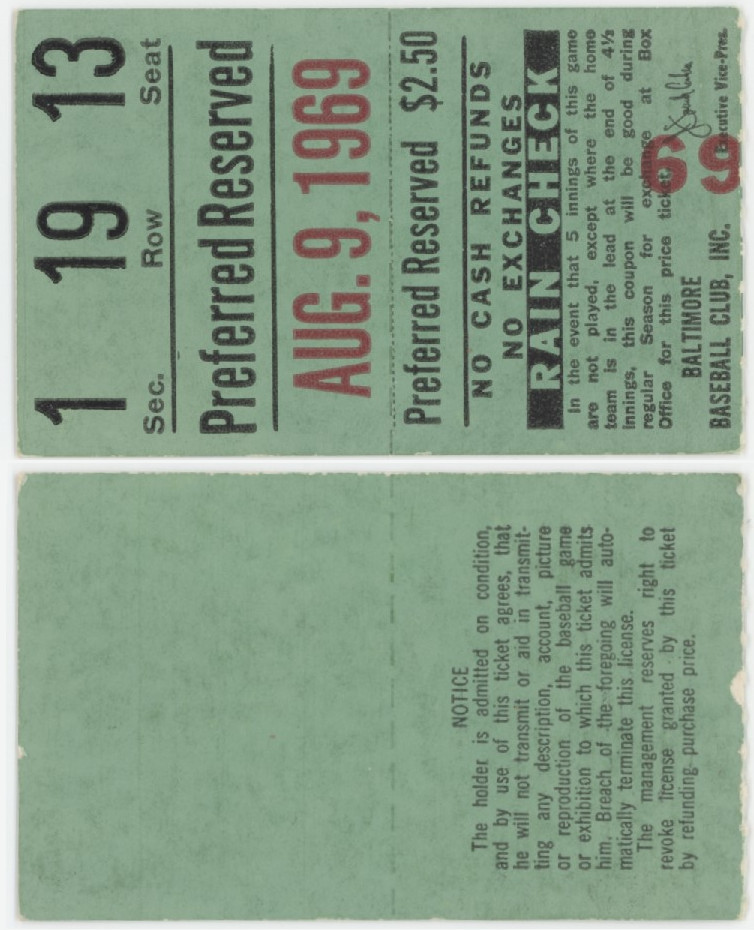 1 19 13
Sec. Row Seat
Preferred Reserved
AUG. 9, 1969
Preferred Reserved $2.50
NO CASH REFUNDS
NO EXCHANGES
RAIN CHECK
In the event that 5 innings of this game
are not played, except where the home
team is in the lead at the end of 4½
innings, this coupon will be good during
regular Season for exchange at Box
Office for this price ticket.
69
BALTIMORE
BASEBALL CLUB, INC. Executive Vice-Pres.
NOTICE
The holder is admitted on condition,
and by use of this ticket agrees, that
he will not transmit or aid in transmit-
ting any description, account, picture
or reproduction of the baseball game
or exhibition to which this ticket admits
him. Breach of the foregoing will auto-
matically terminate this license.
The management reserves right to
revoke license granted by this ticket
by refunding purchase price.